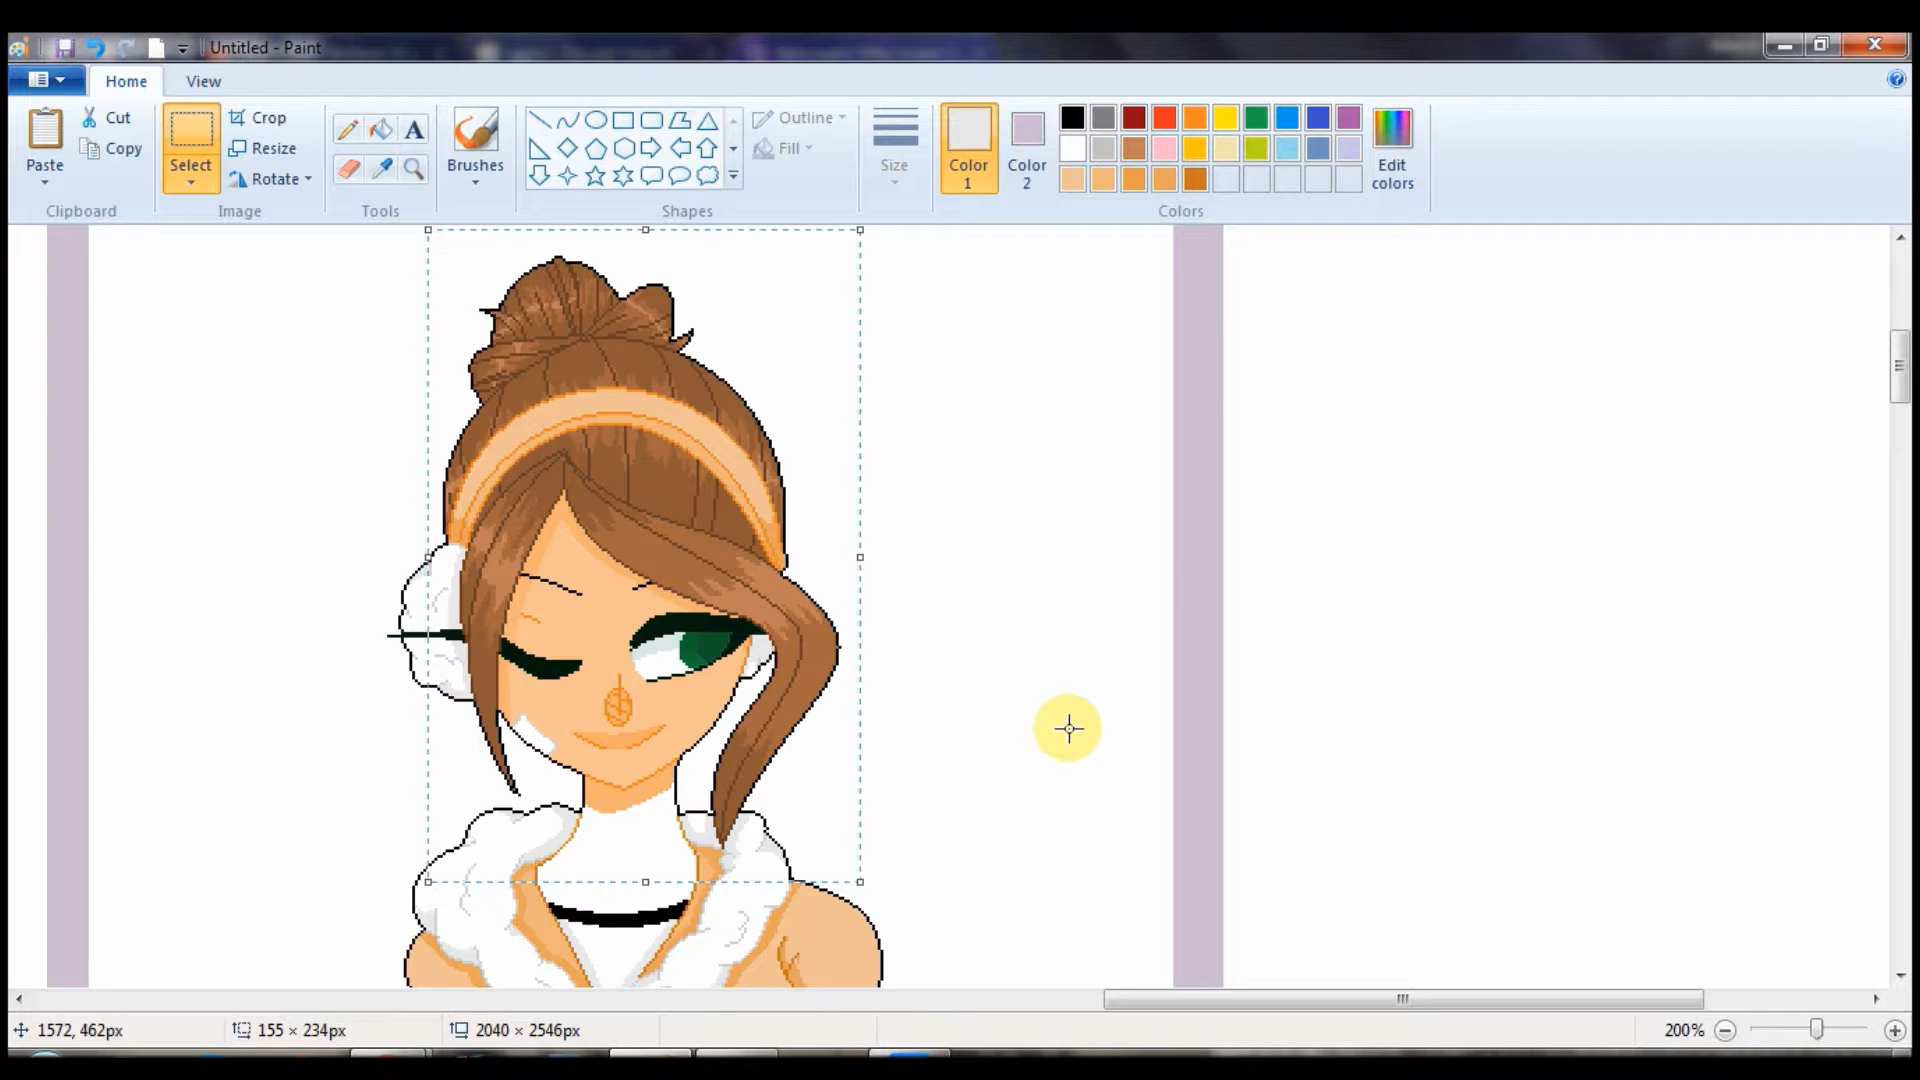 Untitled - Paint
Home View
Paste
Cut
Copy
Clipboard
Select
Crop
Resize
Rotate
Image
A
Tools
Brushes
Shapes
Outline
Fill
Size
Color 1
Color 2
Edit colors
Colors
1572, 462px 155 × 234px 2040 × 2546px 200%